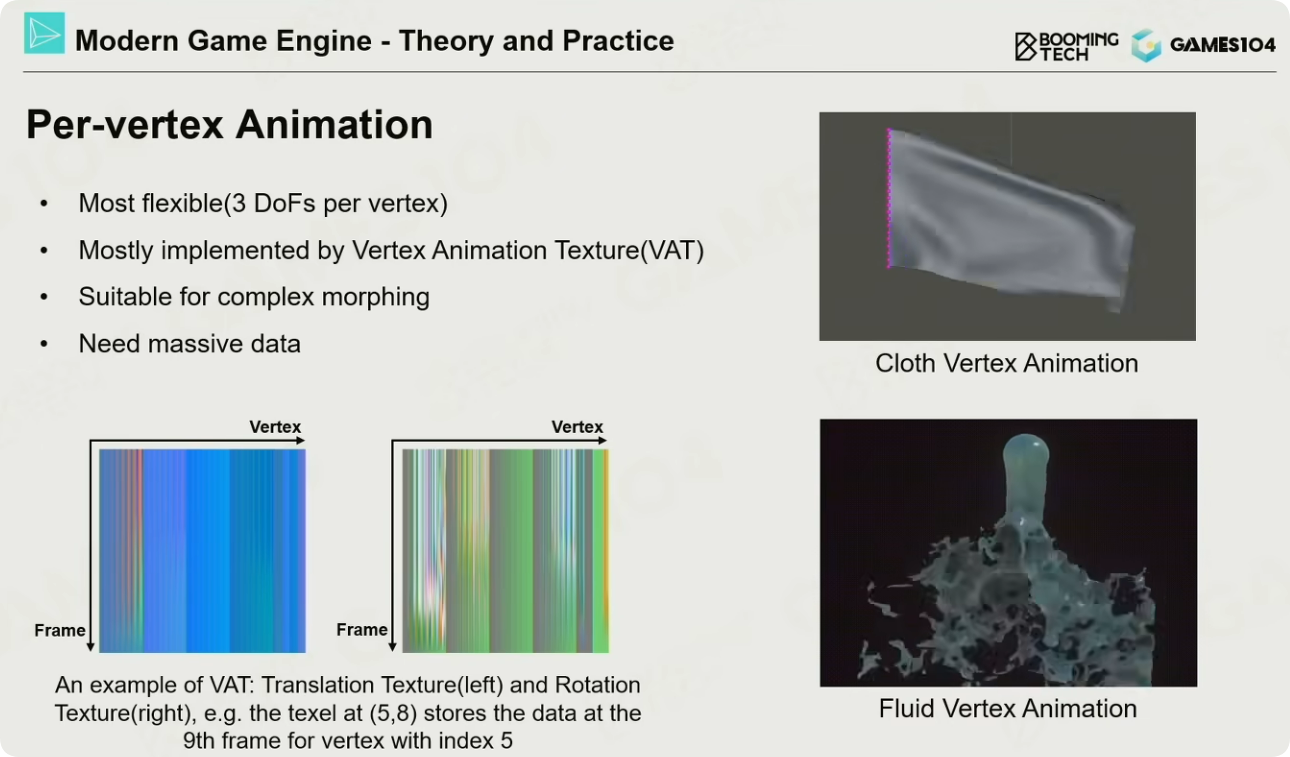 Modern Game Engine - Theory and Practice
BOOMING
TECH
GAMES104
Per-vertex Animation
• Most flexible(3 DoFs per vertex)
• Mostly implemented by Vertex Animation Texture(VAT)
• Suitable for complex morphing
• Need massive data
Vertex
Frame
Vertex
Frame
An example of VAT: Translation Texture(left) and Rotation
Texture(right), e.g. the texel at (5,8) stores the data at the
9th frame for vertex with index 5
Cloth Vertex Animation
Fluid Vertex Animation